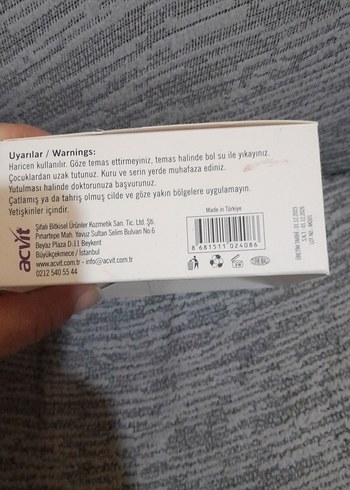 Uyarılar / Warnings:
Haricen kullanılır. Göze temas ettirmeyiniz, temas halinde bol su ile yıkayınız.
Çocuklardan uzak tutunuz. Kuru ve serin yerde muhafaza ediniz.
Yutulması halinde doktorunuza başvurunuz.
Çatlamış ya da tahriş olmuş cilde ve göze yakın bölgelere uygulamayın.
Yetişkinler içindir.
acvit
Şifalı Bitkisel Ürünler Kozmetik San. Tic. Ltd. Şti.
Pınartepe Mah. Yavuz Sultan Selim Bulvarı No:6
Beyaz Plaza D:11 Beykent
Büyükçekmece / İstanbul
www.acvit.com.tr - info@acvit.com.tr
0212 540 55 44
Made in Türkiye
8 681511 024086